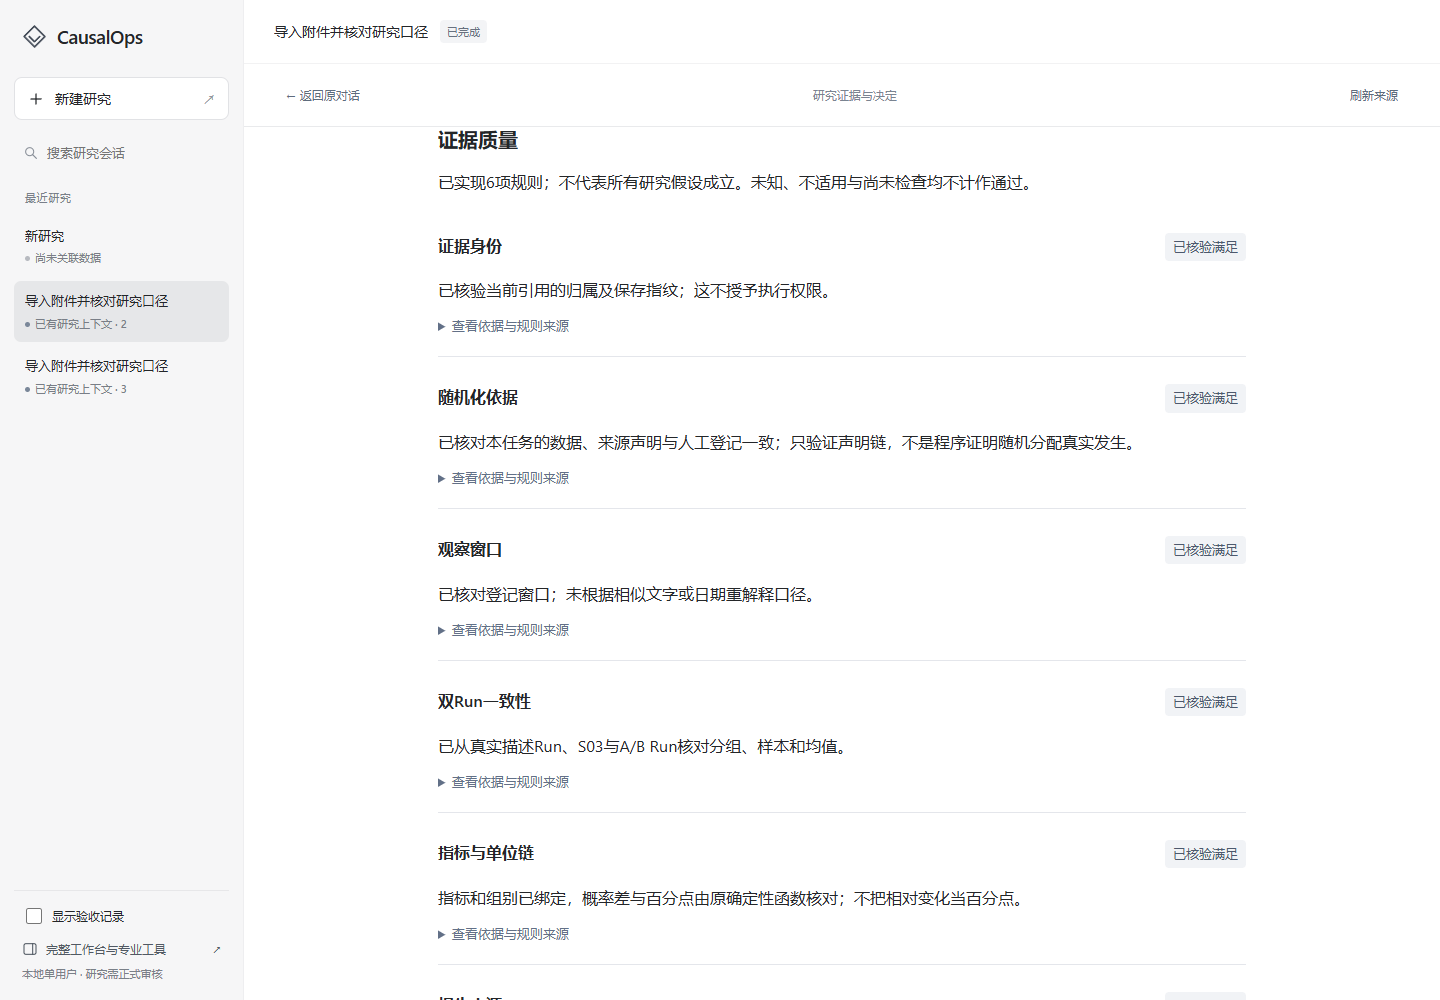 CausalOps
新建研究
搜索研究会话
最近研究
新研究
尚未关联数据
导入附件并核对研究口径
已有研究上下文 · 2
导入附件并核对研究口径
已有研究上下文 · 3
显示验收记录
完整工作台与专业工具
本地单用户 · 研究需正式审核
导入附件并核对研究口径 已完成
← 返回原对话 研究证据与决定 刷新来源
证据质量
已实现6项规则；不代表所有研究假设成立。未知、不适用与尚未检查均不计作通过。
证据身份 已核验满足
已核验当前引用的归属及保存指纹；这不授予执行权限。
查看依据与规则来源
随机化依据 已核验满足
已核对本任务的数据、来源声明与人工登记一致；只验证声明链，不是程序证明随机分配真实发生。
查看依据与规则来源
观察窗口 已核验满足
已核对登记窗口；未根据相似文字或日期重解释口径。
查看依据与规则来源
双Run一致性 已核验满足
已从真实描述Run、S03与A/B Run核对分组、样本和均值。
查看依据与规则来源
指标与单位链 已核验满足
指标和组别已绑定，概率差与百分点由原确定性函数核对；不把相对变化当百分点。
查看依据与规则来源